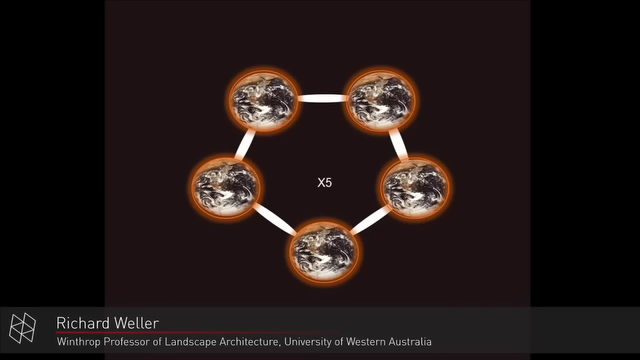 X5
Richard Weller
Winthrop Professor of Landscape Architecture, University of Western Australia